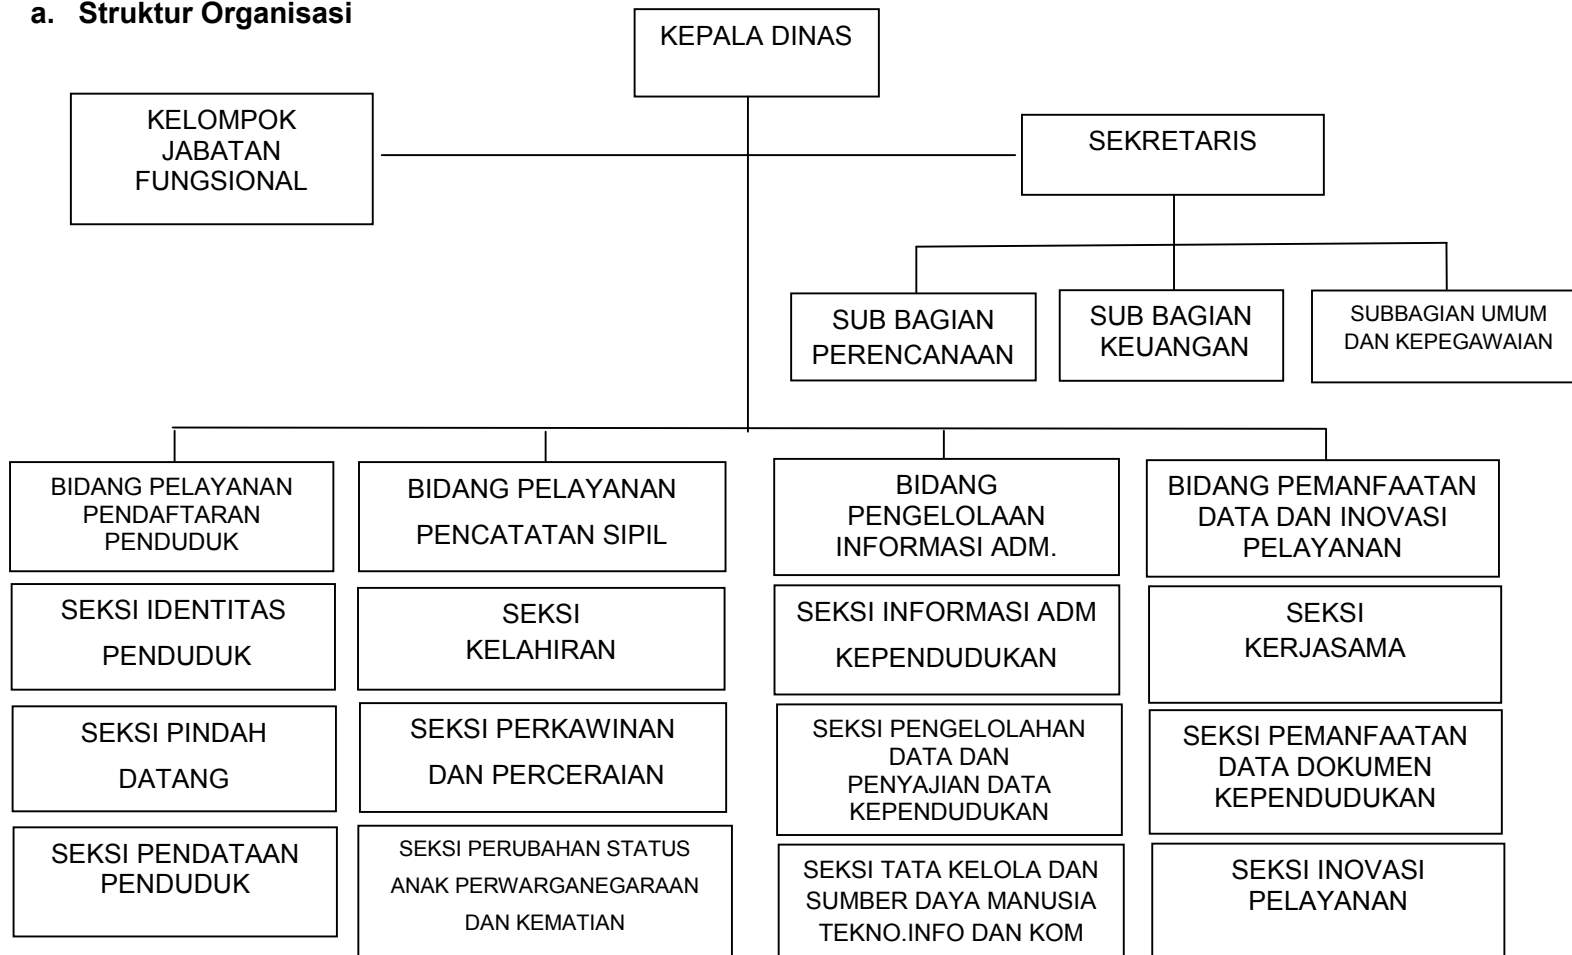 a. Struktur Organisasi
KEPALA DINAS
KELOMPOK
JABATAN
FUNGSIONAL
SEKRETARIS
SUB BAGIAN
PERENCANAAN
SUB BAGIAN
KEUANGAN
SUBBAGIAN UMUM
DAN KEPEGAWAIAN
BIDANG PELAYANAN
PENDAFTARAN
PENDUDUK
BIDANG PELAYANAN
PENCATATAN SIPIL
BIDANG
PENGELOLAAN
INFORMASI ADM.
BIDANG PEMANFAATAN
DATA DAN INOVASI
PELAYANAN
SEKSI IDENTITAS
PENDUDUK
SEKSI
KELAHIRAN
SEKSI INFORMASI ADM
KEPENDUDUKAN
SEKSI
KERJASAMA
SEKSI PINDAH
DATANG
SEKSI PERKAWINAN
DAN PERCERAIAN
SEKSI PENGELOLAHAN
DATA DAN
PENYAJIAN DATA
KEPENDUDUKAN
SEKSI PEMANFAATAN
DATA DOKUMEN
KEPENDUDUKAN
SEKSI PENDATAAN
PENDUDUK
SEKSI PERUBAHAN STATUS
ANAK PERWARGANEGARAAN
DAN KEMATIAN
SEKSI TATA KELOLA DAN
SUMBER DAYA MANUSIA
TEKNO.INFO DAN KOM
SEKSI INOVASI
PELAYANAN